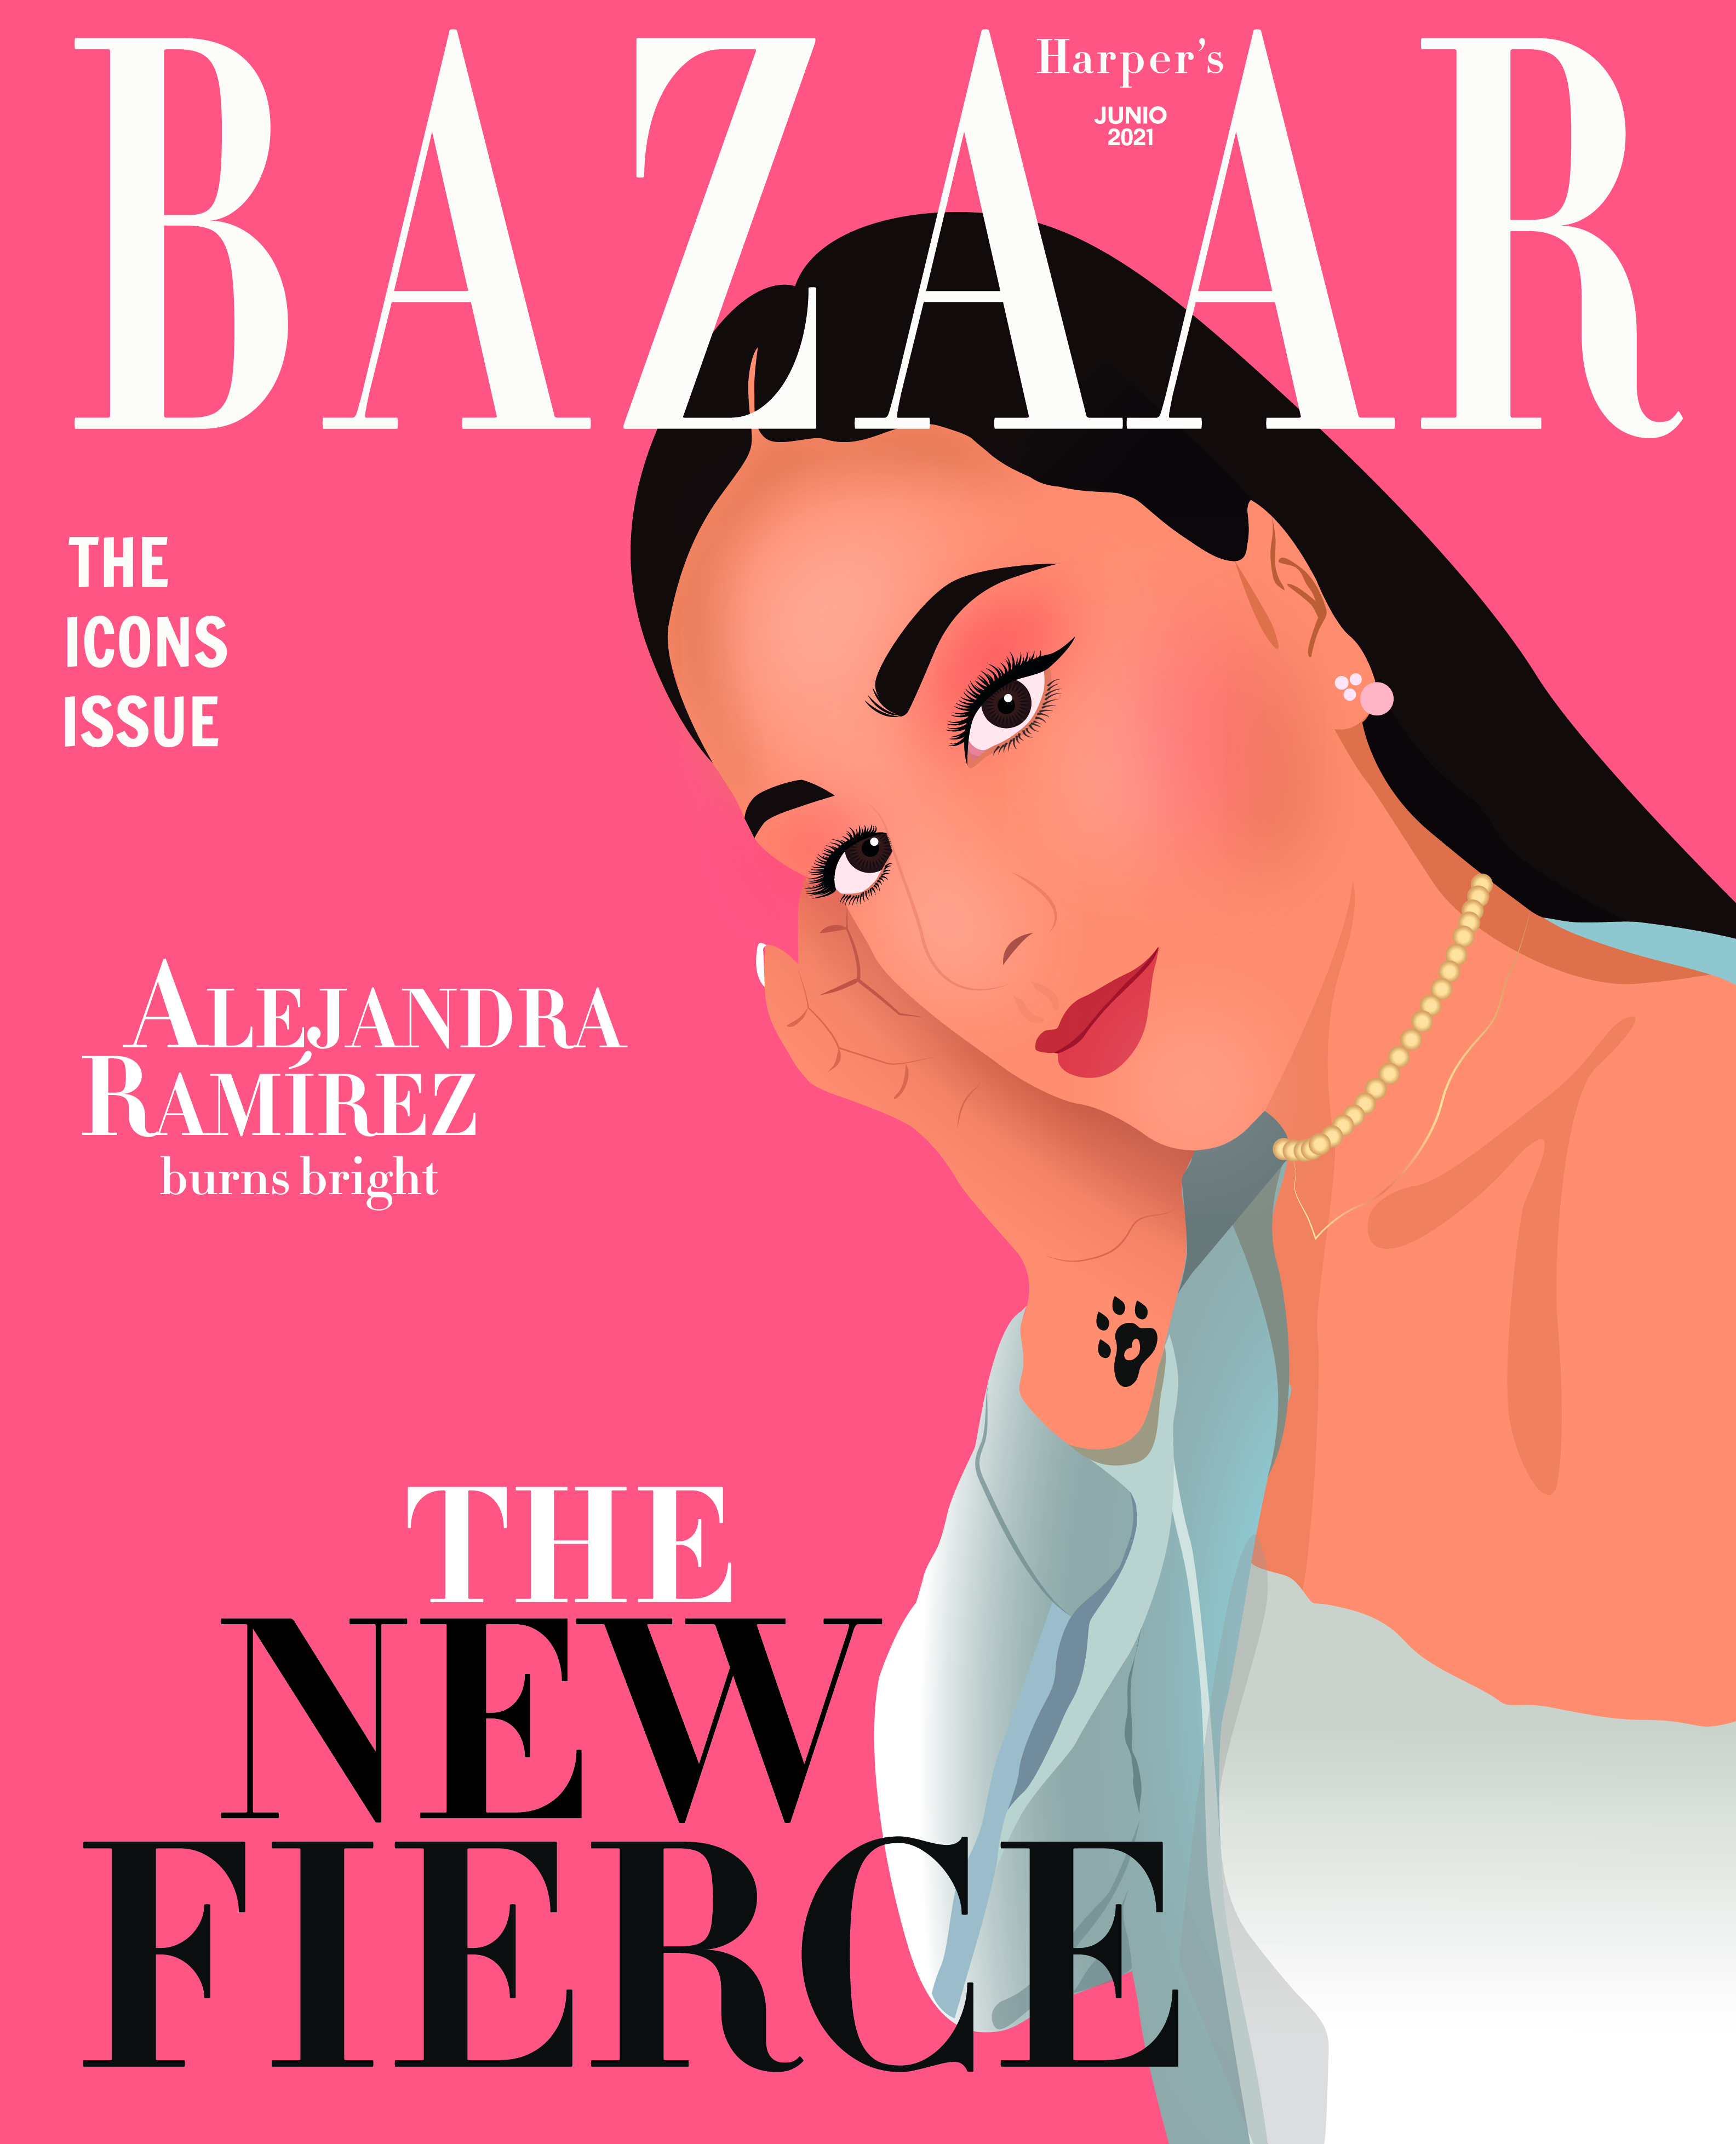 BAZAAR
Harper's
JUNIO
2021
THE
ICONS
ISSUE
ALEJANDRA
RAMÍREZ
burns bright
THE
NEW
FIERCE